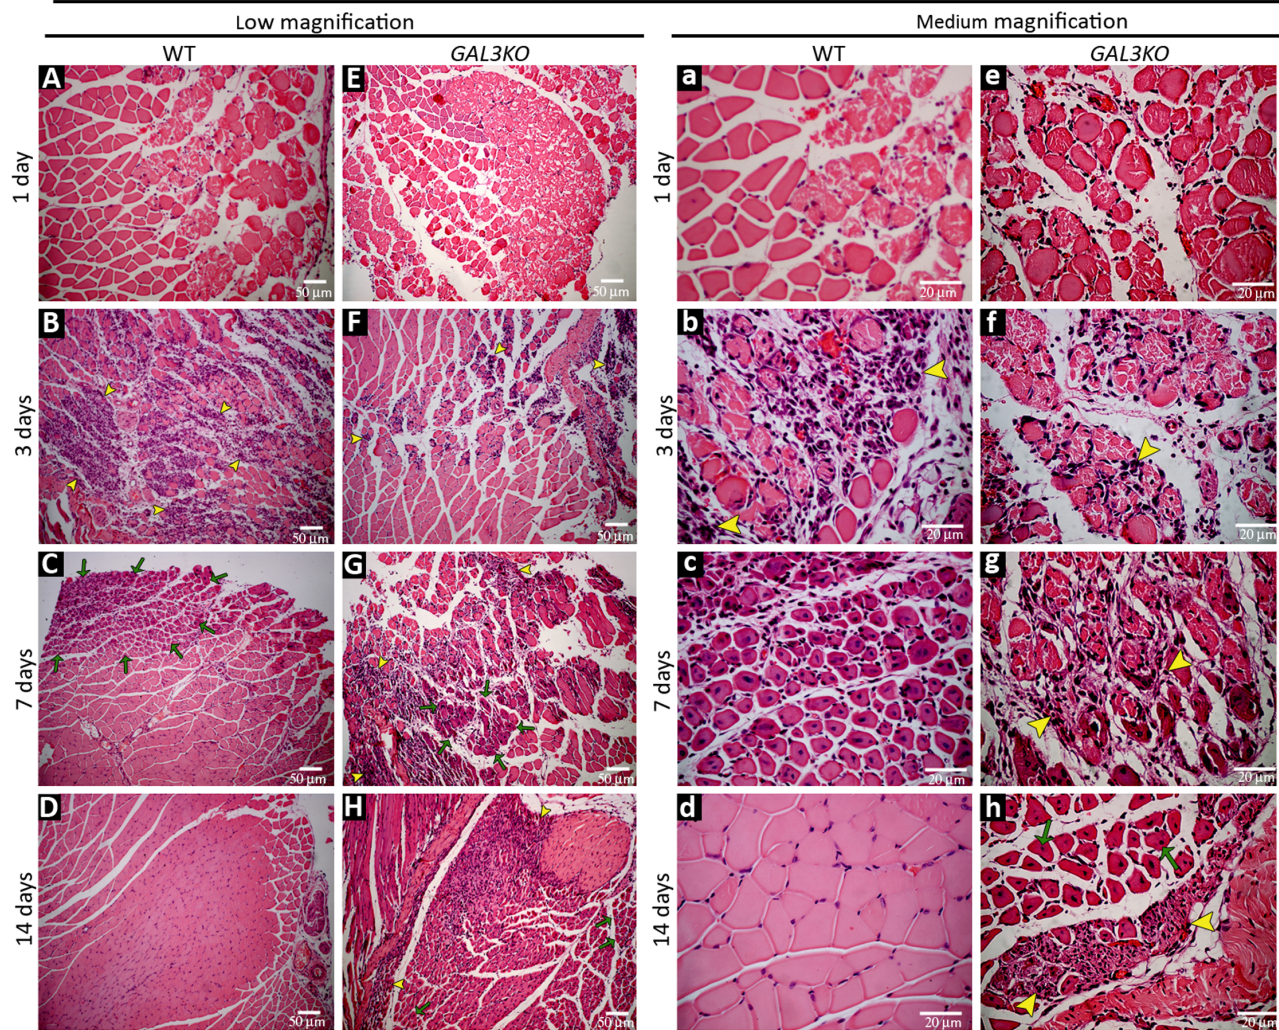 Low magnification Medium magnification
WT GAL3KO WT GAL3KO
1 day A E 1 day a e
50 µm 50 µm 20 µm 20 µm
3 days B F 3 days b f
50 µm 50 µm 20 µm 20 µm
7 days C G 7 days c g
50 µm 50 µm 20 µm 20 µm
14 days D H 14 days d h
50 µm 50 µm 20 µm 20 µm